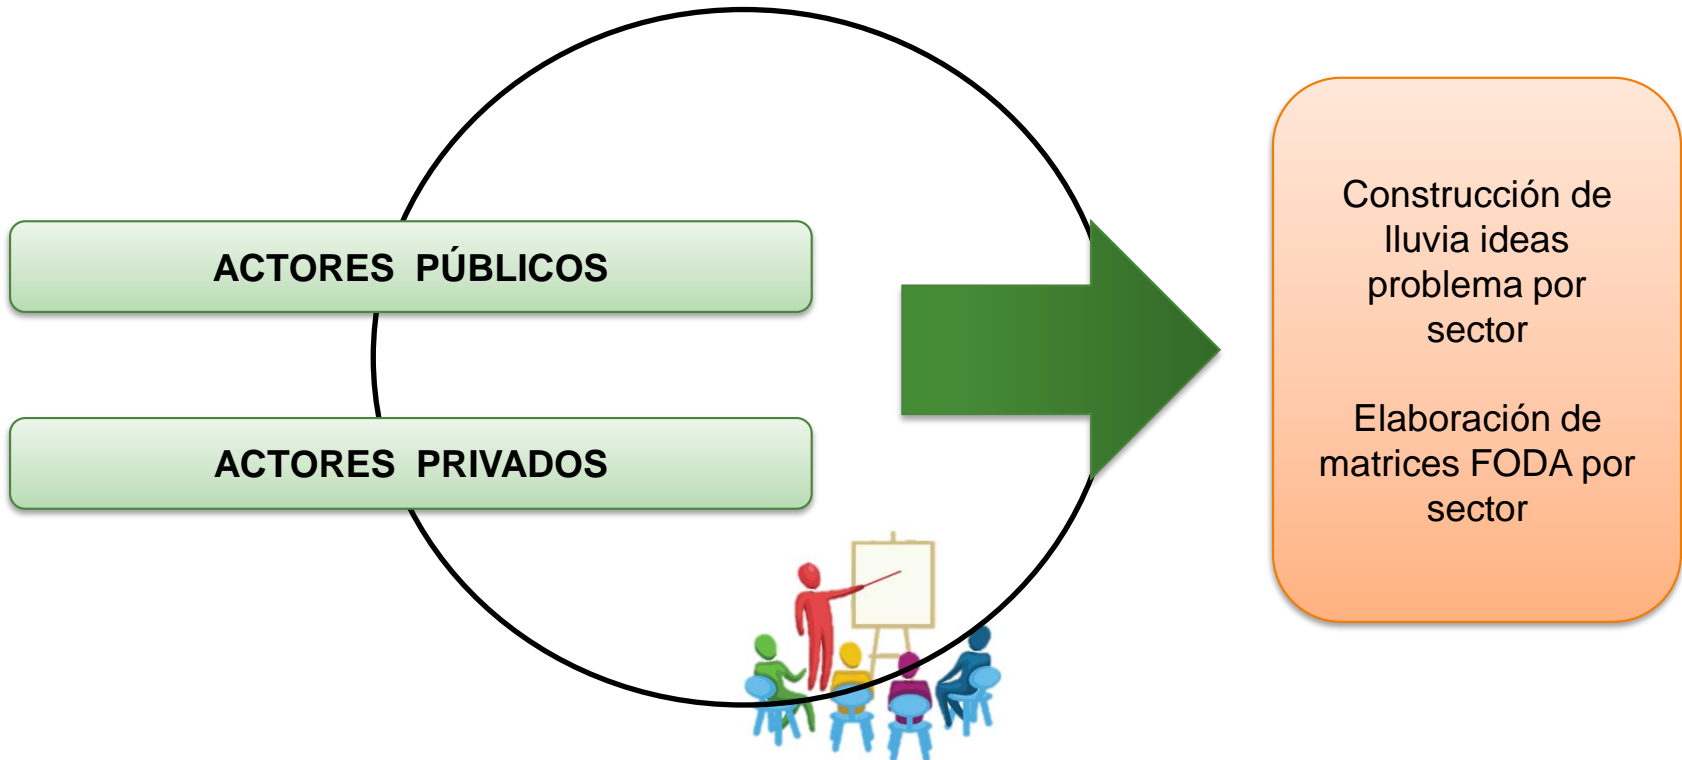 ACTORES PÚBLICOS
ACTORES PRIVADOS
Construcción de
lluvia ideas
problema por
sector
Elaboración de
matrices FODA por
sector